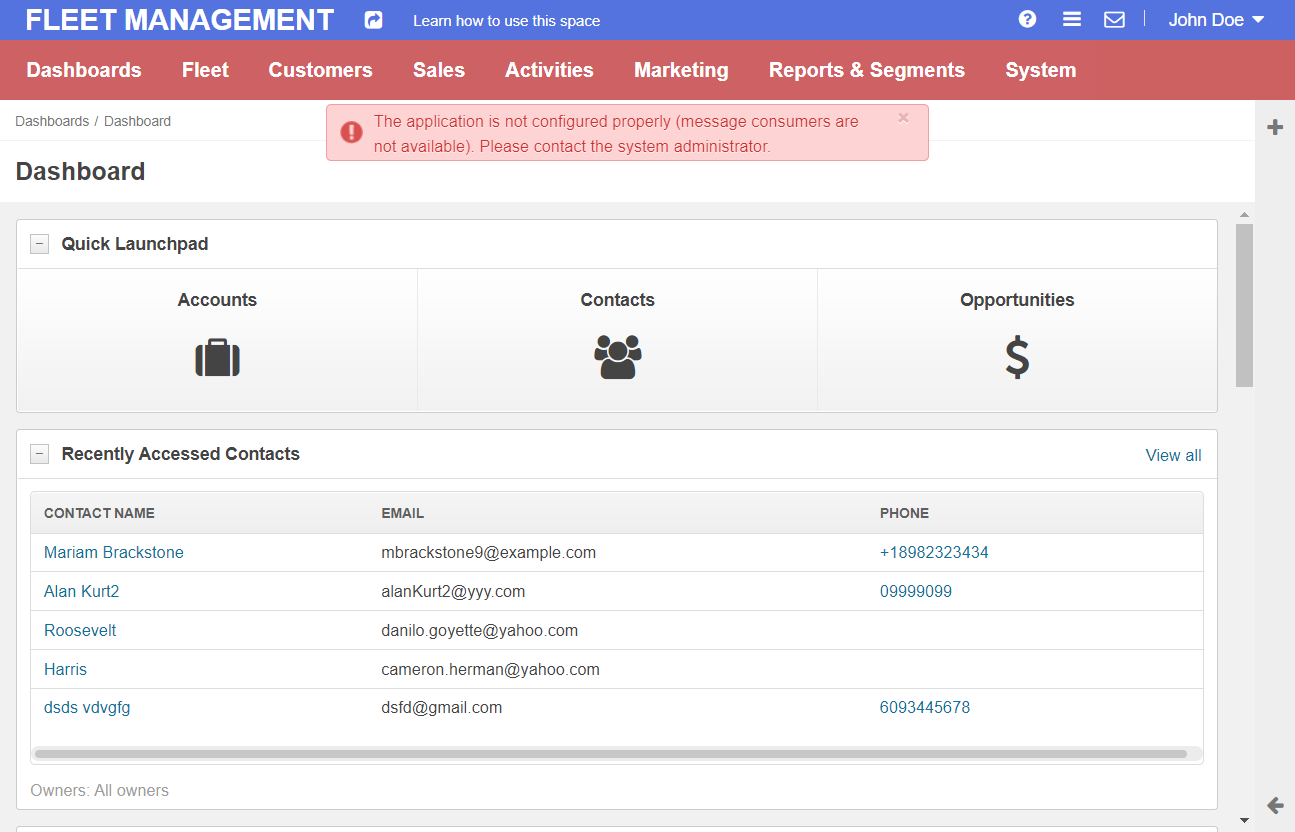 FLEET MANAGEMENT
Learn how to use this space
John Doe
Dashboards
Fleet
Customers
Sales
Activities
Marketing
Reports & Segments
System
Dashboards / Dashboard
The application is not configured properly (message consumers are
not available). Please contact the system administrator.
×
Dashboard
Quick Launchpad
Accounts
Contacts
Opportunities
Recently Accessed Contacts
View all
CONTACT NAME EMAIL PHONE
Mariam Brackstone mbrackstone9@example.com +18982323434
Alan Kurt2 alanKurt2@yyy.com 09999099
Roosevelt danilo.goyette@yahoo.com
Harris cameron.herman@yahoo.com
dsds vdvgfg dsfd@gmail.com 6093445678
Owners: All owners